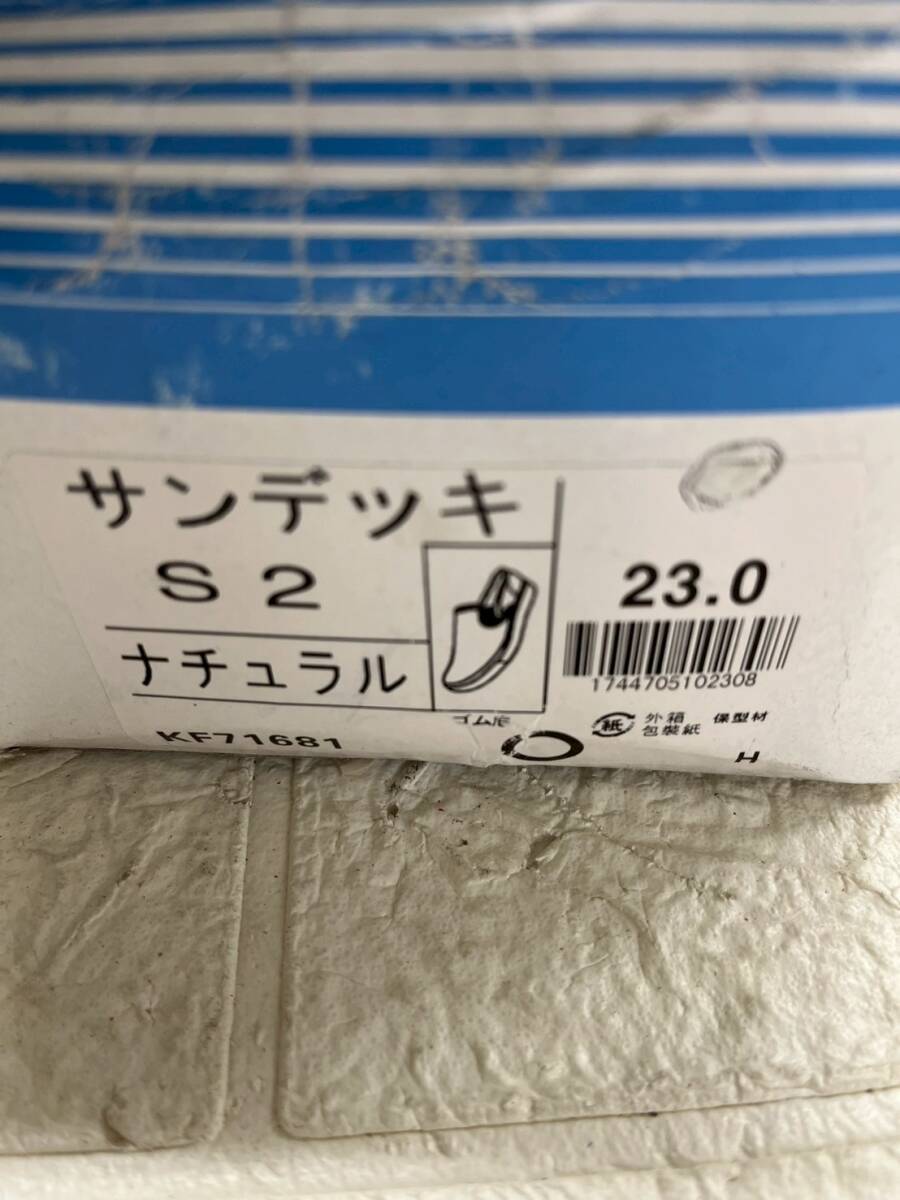 サンデッキ
S2
ナチュラル
KF71681
ゴム底
23.0
1744705102308
紙
外箱
包装紙
保型材
H